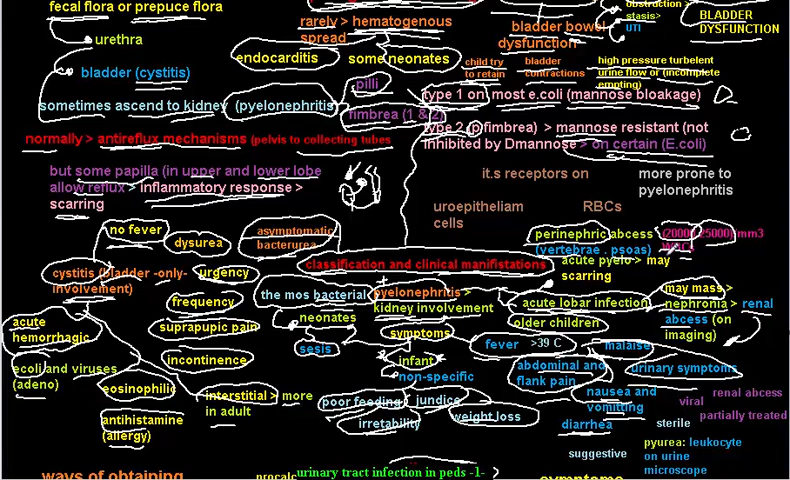 fecal flora or prepuce flora
urethra
bladder (cystitis)
sometimes ascend to kidney (pyelonephritis
normally > antireflux mechanisms (pelvis to collecting tubes
but some papilla (in upper and lower lobe
allow reflux > inflammatory response >
scarring
rarely > hematogenous
spread
endocarditis
some neonates
pilli
fimbrea (1 & 2)
bladder bowel
dysfunction
obstruction >
stasis>
UTI
BLADDER
DYSFUNCTION
child try
to retain
bladder
contractions
high pressure turbelent
urine flow or (incomplete
empting)
type 1 on most e.coli (mannose bloakage)
type 2 (p fimbrea) > mannose resistant (not
inhibited by Dmannose > on certain (E.coli)
it.s receptors on
uroepitheliam
cells
RBCs
more prone to
pyelonephritis
no fever
dysurea
asymptomatic
bacterurea
cystitis (bladder -only-
involvement)
urgency
frequency
suprapupic pain
incontinence
acute
hemorrhagic
ecoli and viruses
(adeno)
eosinophilic
antihistamine
(allergy)
interstitial > more
in adult
classification and clinical manifistations
the mos bacterial
pyelonephritis >
kidney involvement
neonates
sesis
symptoms
infant
non-specific
poor feeding
jundics
irretability
weight loss
perinephric abcess
(vertebrae . psoas)
(20000_25000)/mm3
acute pyelo > may
scarring
acute lobar infection
may mass >
nephronia > renal
abcess (on
imaging)
older children
fever >39 C
malaise
abdominal and
flank pain
urinary symptoms
nausea and
vomitting
diarrhea
viral
renal abcess
partially treated
sterile
suggestive
pyurea: leukocyte
on urine
microscope
ways of obtaining
procalc
urinary tract infection in peds -1-
symptoms